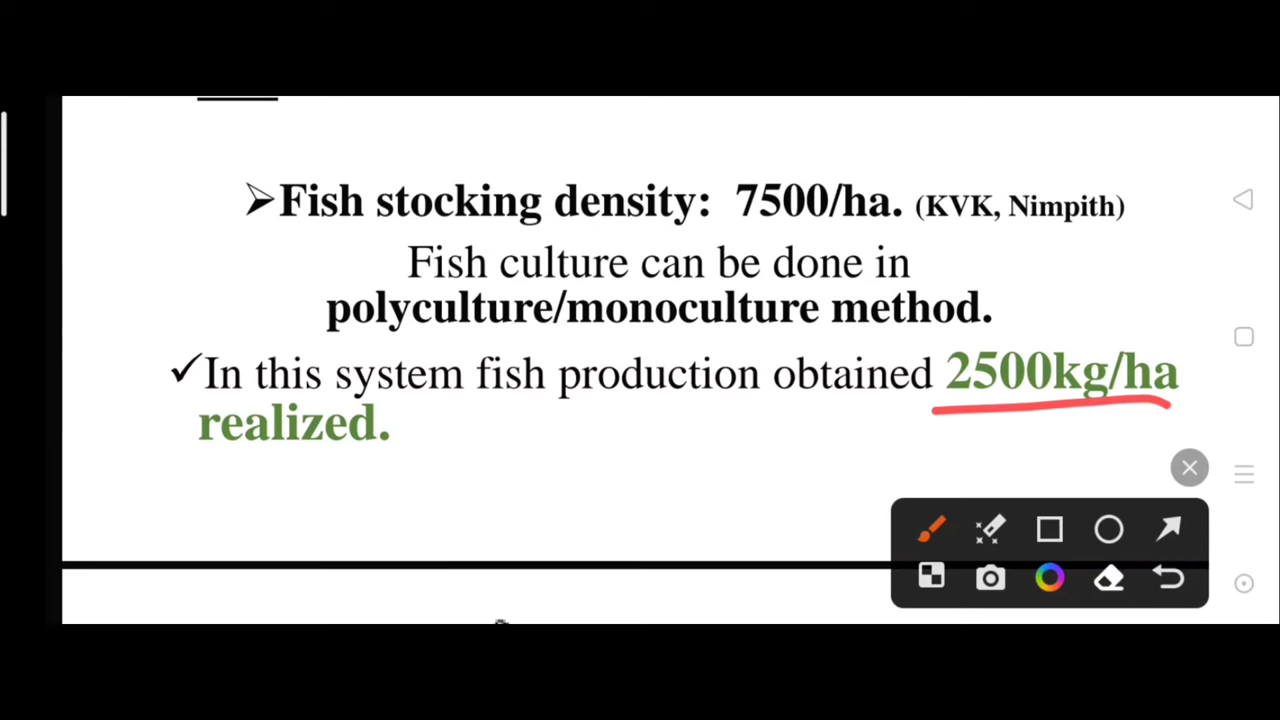 ➢Fish stocking density: 7500/ha. (KVK, Nimpith)
Fish culture can be done in
polyculture/monoculture method.
✓In this system fish production obtained 2500kg/ha
realized.